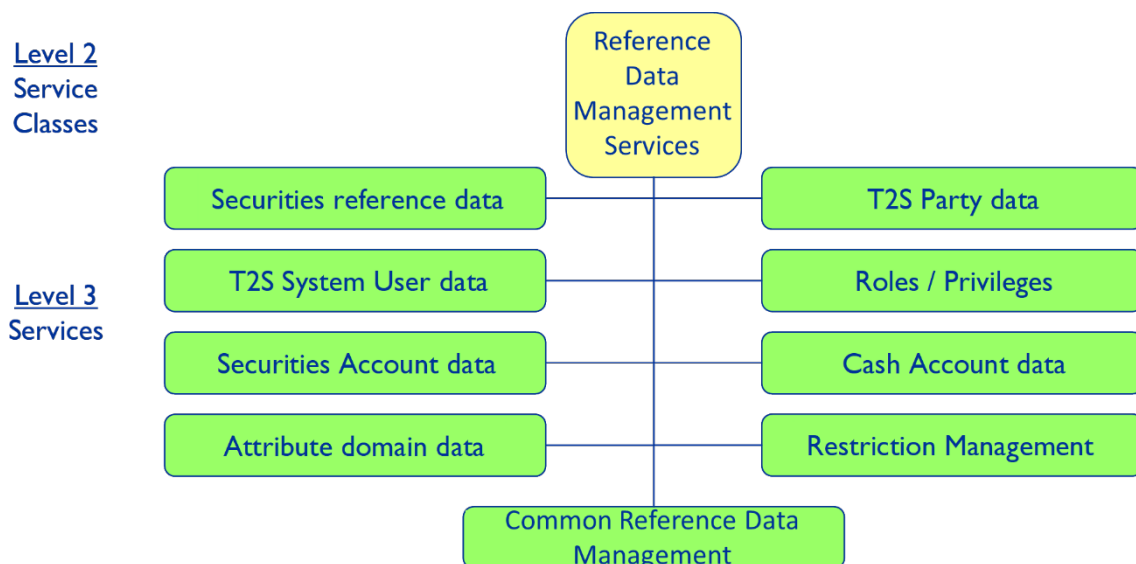 Level 2
Service
Classes
Reference
Data
Management
Services
Securities reference data
T2S Party data
T2S System User data
Roles / Privileges
Level 3
Services
Securities Account data
Cash Account data
Attribute domain data
Restriction Management
Common Reference Data
Management